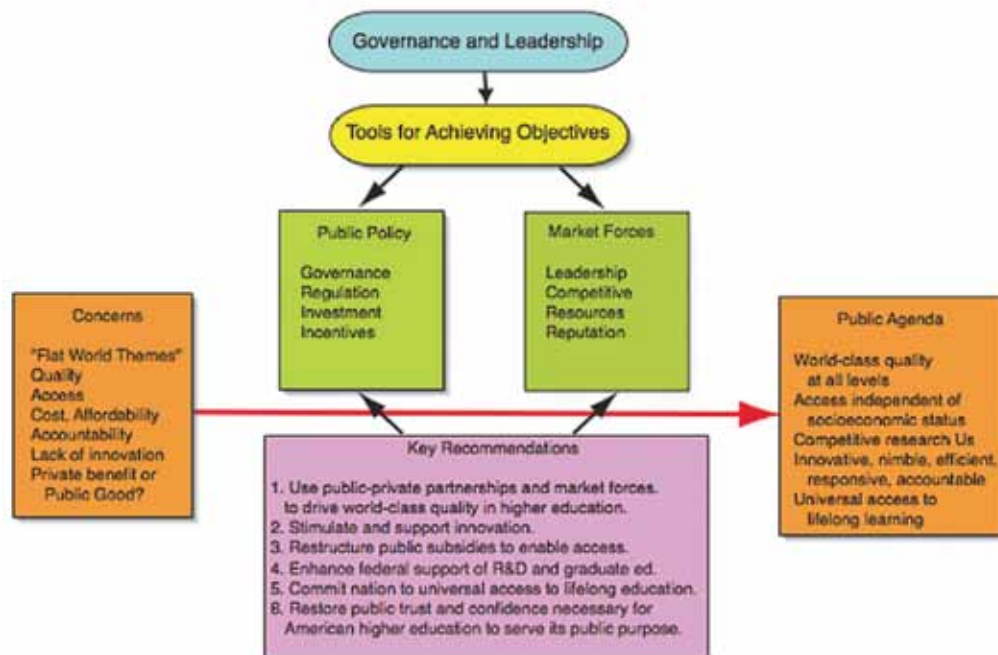 Governance and Leadership
Tools for Achieving Objectives
Public Policy
Governance
Regulation
Investment
Incentives
Market Forces
Leadership
Competitive
Resources
Reputation
Concerns
"Flat World Themes"
Quality
Access
Cost, Affordability
Accountability
Lack of innovation
Private benefit or
Public Good?
Public Agenda
World-class quality
at all levels
Access independent of
socioeconomic status
Competitive research Us
Innovative, nimble, efficient,
responsive, accountable
Universal access to
lifelong learning
Key Recommendations
1. Use public-private partnerships and market forces.
to drive world-class quality in higher education.
2. Stimulate and support innovation.
3. Restructure public subsidies to enable access.
4. Enhance federal support of R&D and graduate ed.
5. Commit nation to universal access to lifelong education.
6. Restore public trust and confidence necessary for
American higher education to serve its public purpose.